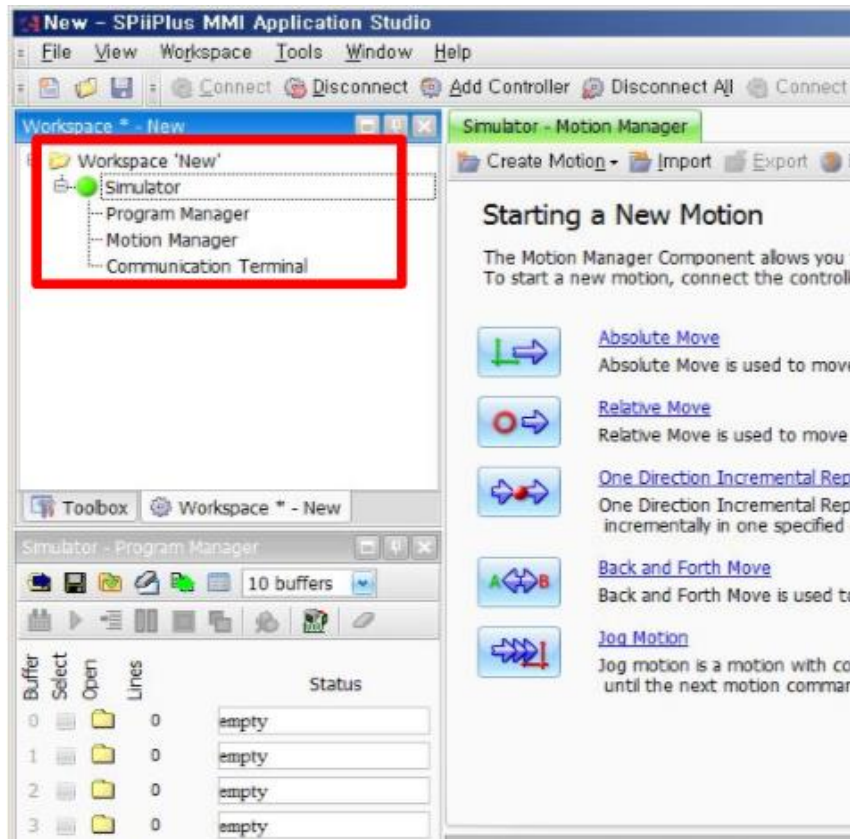 New - SPiiPlus MMI Application Studio
File View Workspace Tools Window Help
Connect Disconnect Add Controller Disconnect All Connect
Workspace * - New
Workspace 'New'
Simulator
Program Manager
Motion Manager
Communication Terminal
Toolbox Workspace * - New
Simulator - Program Manager
10 buffers
Buffer Select Open Lines Status
0 0 empty
1 0 empty
2 0 empty
3 0 empty
Simulator - Motion Manager
Create Motion Import Export
Starting a New Motion
The Motion Manager Component allows you
To start a new motion, connect the controll
Absolute Move
Absolute Move is used to move
Relative Move
Relative Move is used to move
One Direction Incremental Rep
One Direction Incremental Rep
incrementally in one specified
Back and Forth Move
A B
Back and Forth Move is used to
Jog Motion
Jog motion is a motion with co
until the next motion comman